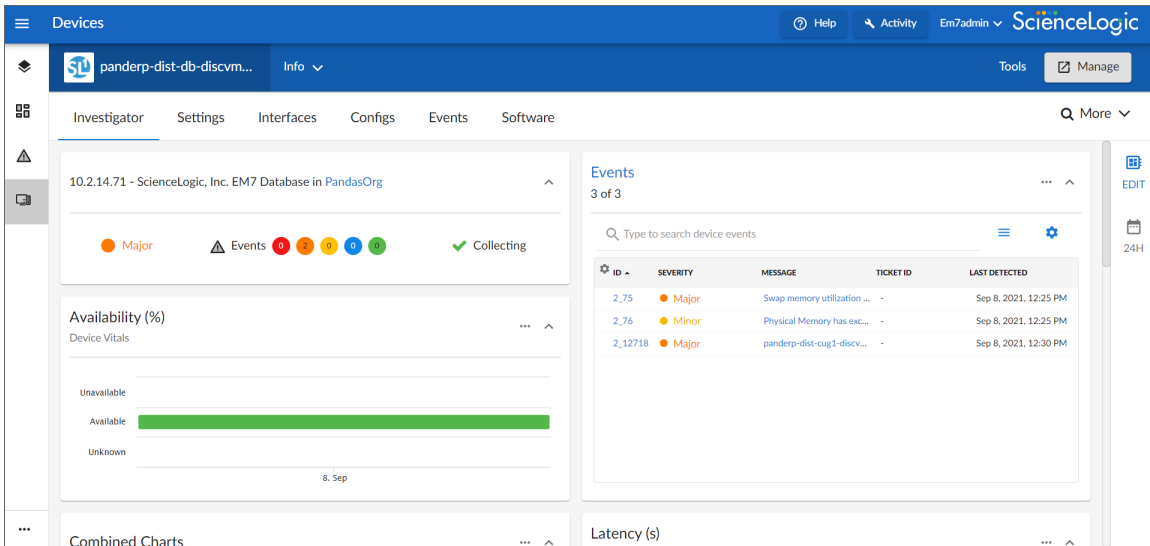 Devices
Help
Activity
Em7admin
ScienceLogic
panderp-dist-db-discvm...
Info
Tools
Manage
Investigator Settings Interfaces Configs Events Software
More
10.2.14.71 - ScienceLogic, Inc. EM7 Database in PandasOrg
Major
Events 0 2 0 0 0
Collecting
Availability (%)
Device Vitals
Unavailable
Available
Unknown
8. Sep
Combined Charts
Events
3 of 3
Type to search device events
ID SEVERITY MESSAGE TICKET ID LAST DETECTED
2_75 Major Swap memory utilization ... - Sep 8, 2021, 12:25 PM
2_76 Minor Physical Memory has exc... - Sep 8, 2021, 12:25 PM
2_12718 Major panderp-dist-cug1-discv... - Sep 8, 2021, 12:30 PM
Latency (s)
EDIT
24H